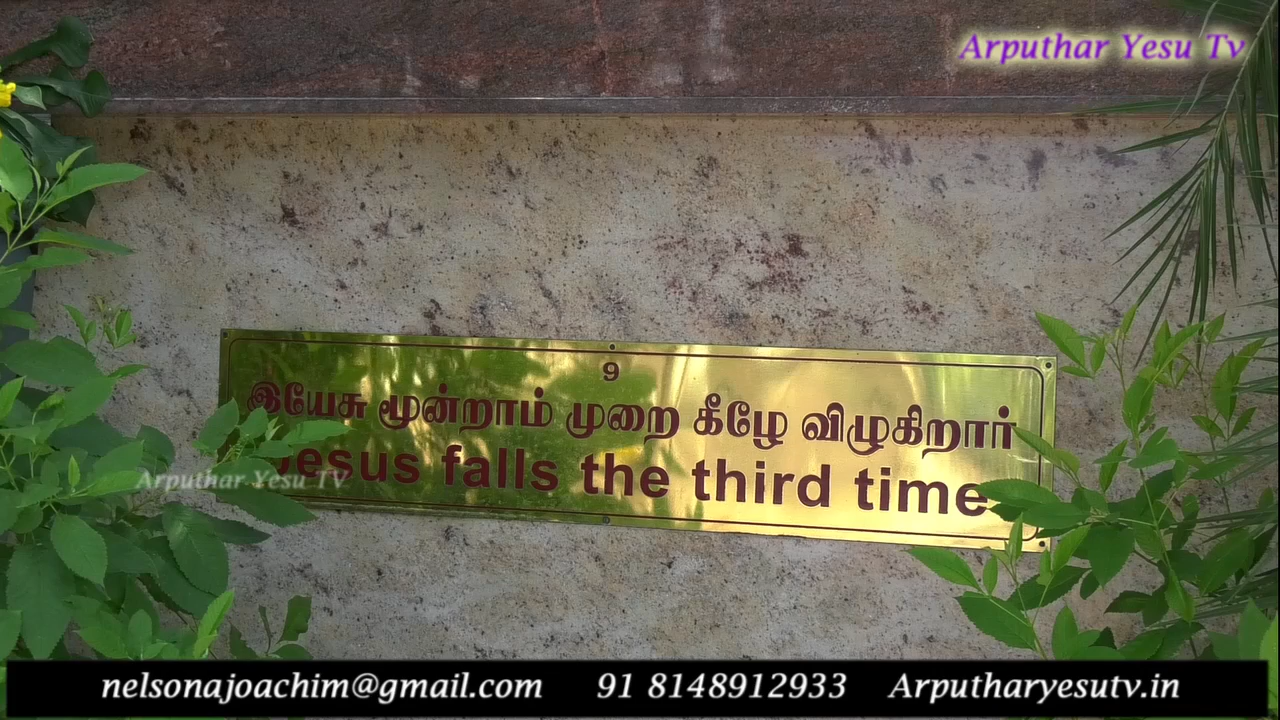 Arputhar Yesu Tv
9
இயேசு மூன்றாம் முறை கீழே விழுகிறார்
Jesus falls the third time
Arputhar Yesu TV
nelsonajoachim@gmail.com 91 8148912933 Arputharyesutv.in